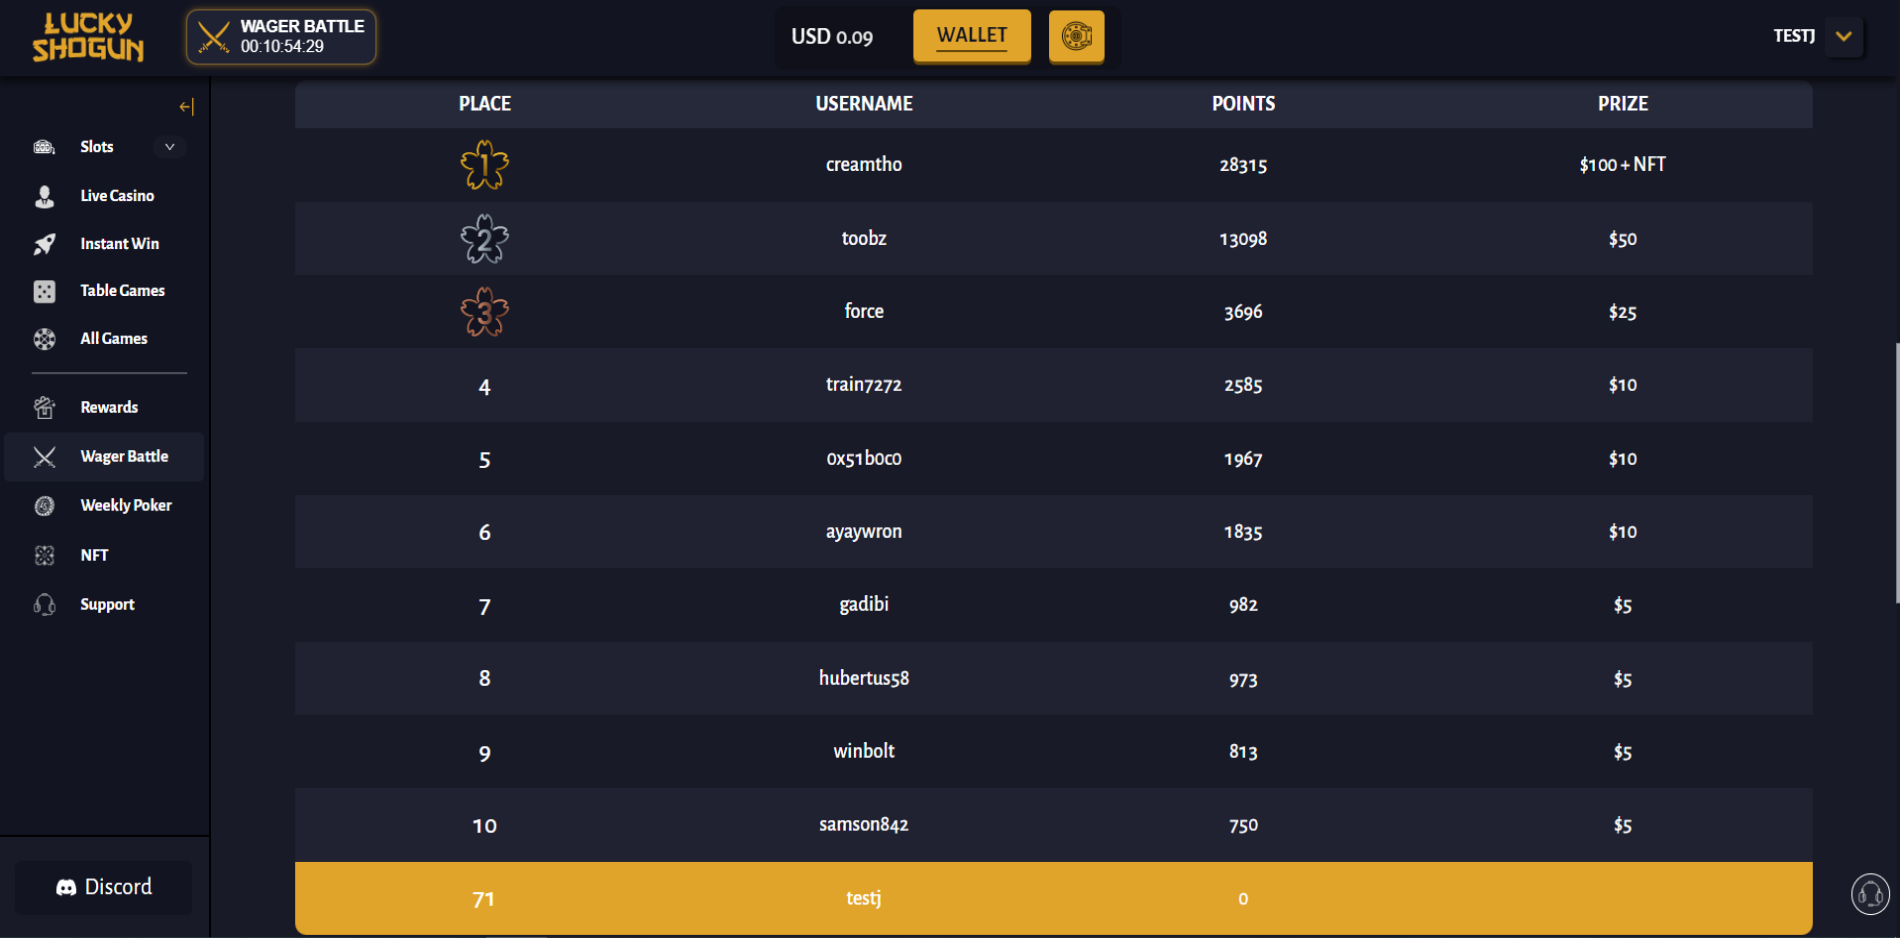 LUCKY
SHOGUN
WAGER BATTLE
00:10:54:29
USD 0.09
WALLET
TESTJ
Slots
Live Casino
Instant Win
Table Games
All Games
Rewards
Wager Battle
Weekly Poker
NFT
Support
Discord
PLACE USERNAME POINTS PRIZE
1 creamtho 28315 $100 + NFT
2 toobz 13098 $50
3 force 3696 $25
4 train7272 2585 $10
5 0x51b0c0 1967 $10
6 ayaywron 1835 $10
7 gadibi 982 $5
8 hubertus58 973 $5
9 winbolt 813 $5
10 samson842 750 $5
71 testj 0